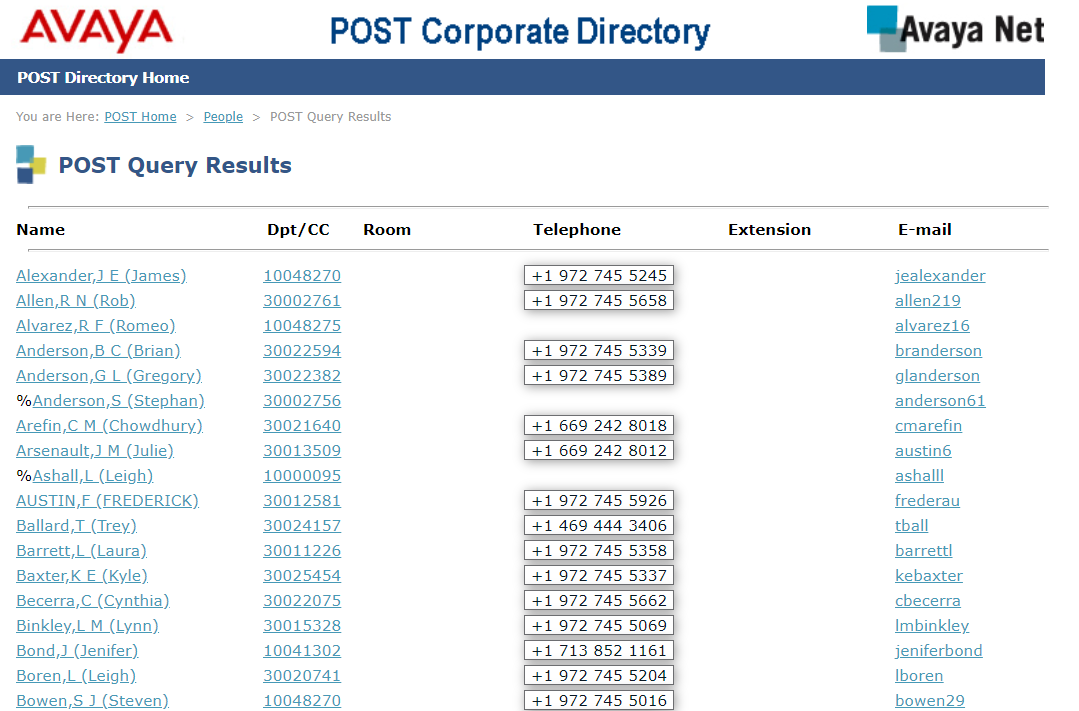 AVAYA POST Corporate Directory Avaya Net
POST Directory Home
You are Here: POST Home > People > POST Query Results
POST Query Results
Name Dpt/CC Room Telephone Extension E-mail
Alexander,J E (James) 10048270 +1 972 745 5245 jealexander
Allen,R N (Rob) 30002761 +1 972 745 5658 allen219
Alvarez,R F (Romeo) 10048275 alvarez16
Anderson,B C (Brian) 30022594 +1 972 745 5339 branderson
Anderson,G L (Gregory) 30022382 +1 972 745 5389 glanderson
%Anderson,S (Stephan) 30002756 anderson61
Arefin,C M (Chowdhury) 30021640 +1 669 242 8018 cmarefin
Arsenault,J M (Julie) 30013509 +1 669 242 8012 austin6
%Ashall,L (Leigh) 10000095 ashalll
AUSTIN,F (FREDERICK) 30012581 +1 972 745 5926 frederau
Ballard,T (Trey) 30024157 +1 469 444 3406 tball
Barrett,L (Laura) 30011226 +1 972 745 5358 barrettl
Baxter,K E (Kyle) 30025454 +1 972 745 5337 kebaxter
Becerra,C (Cynthia) 30022075 +1 972 745 5662 cbecerra
Binkley,L M (Lynn) 30015328 +1 972 745 5069 lmbinkley
Bond,J (Jenifer) 10041302 +1 713 852 1161 jeniferbond
Boren,L (Leigh) 30020741 +1 972 745 5204 lboren
Bowen,S J (Steven) 10048270 +1 972 745 5016 bowen29